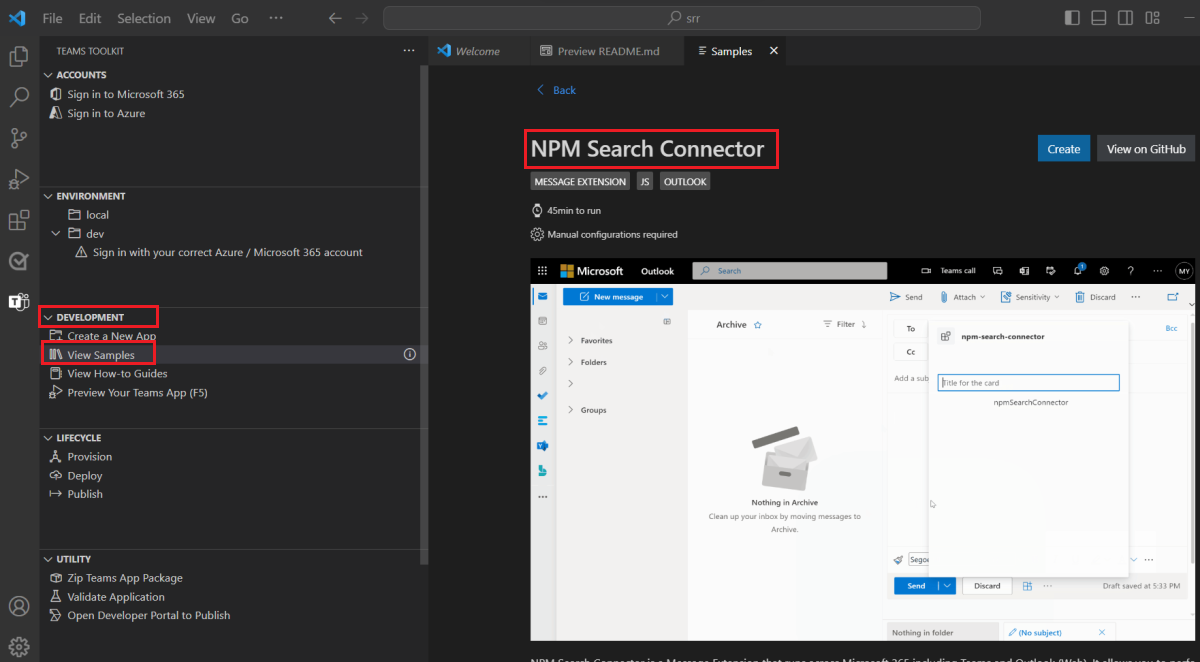 File Edit Selection View Go ··· srr
TEAMS TOOLKIT ···
ACCOUNTS
Sign in to Microsoft 365
Sign in to Azure
ENVIRONMENT
local
dev
Sign in with your correct Azure / Microsoft 365 account
DEVELOPMENT
Create a New App
View Samples
View How-to Guides
Preview Your Teams App (F5)
LIFECYCLE
Provision
Deploy
Publish
UTILITY
Zip Teams App Package
Validate Application
Open Developer Portal to Publish
Welcome Preview README.md Samples
Back
NPM Search Connector
Create View on GitHub
MESSAGE EXTENSION JS OUTLOOK
45min to run
Manual configurations required
Microsoft Outlook Search Teams call 1 ? ··· MY
New message Send Attach Sensitivity Discard ···
Favorites
Folders
Groups
Archive Filter
Nothing in Archive
Clean up your inbox by moving messages to
Archive.
To Bcc
Cc
Add a sub
npm-search-connector
Title for the card
npmSearchConnector
Segoe
Send Discard ··· Draft saved at 5:33 PM
Nothing in folder (No subject)
NPM Search Connector is a Message Extension that runs across Microsoft 365 including Teams and Outlook (Web). It allows you to